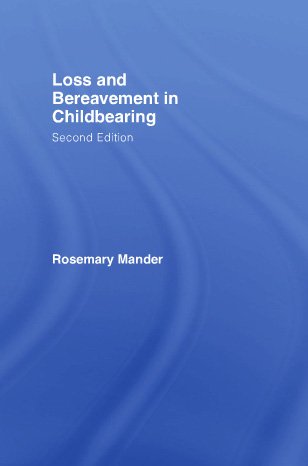 Loss and
Bereavement in
Childbearing
Second Edition
Rosemary Mander